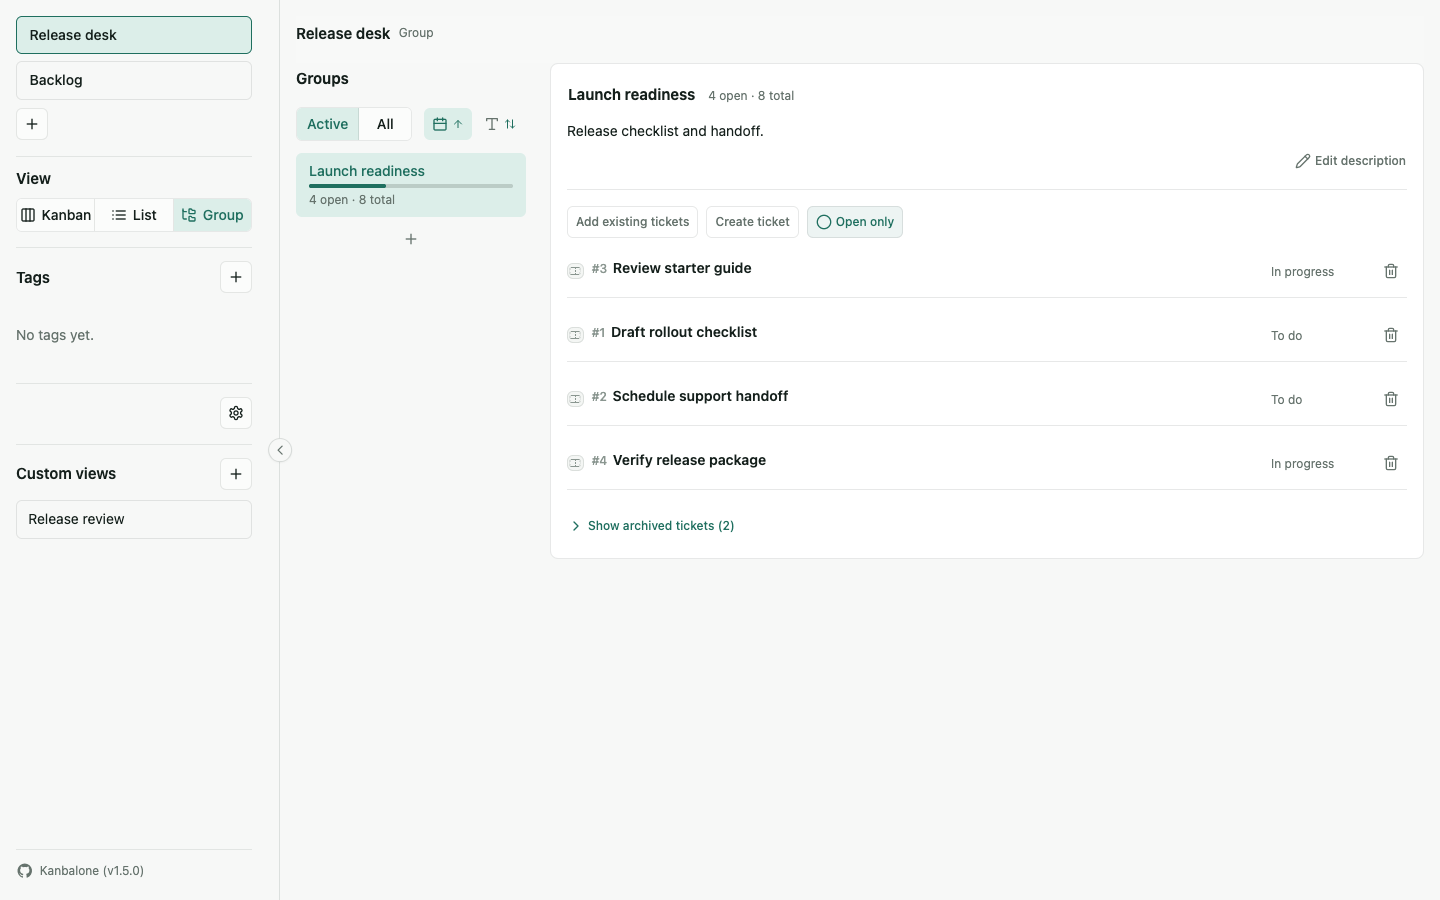 Release desk
Backlog
View
Kanban List Group
Tags
No tags yet.
Custom views
Release review
Kanbalone (v1.5.0)
Release desk Group
Groups
Active All
Launch readiness
4 open · 8 total
Launch readiness 4 open · 8 total
Release checklist and handoff.
Edit description
Add existing tickets Create ticket Open only
#3 Review starter guide In progress
#1 Draft rollout checklist To do
#2 Schedule support handoff To do
#4 Verify release package In progress
Show archived tickets (2)